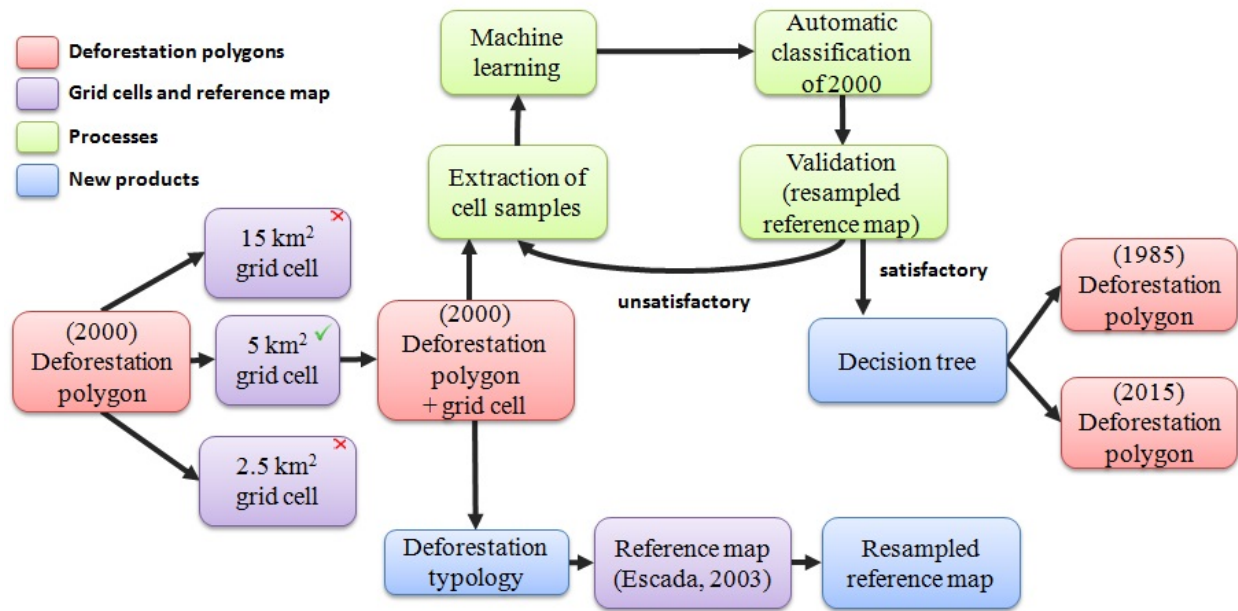 Deforestation polygons
Grid cells and reference map
Processes
New products
Machine
learning
Automatic
classification
of 2000
Extraction of
cell samples
Validation
(resampled
reference map)
15 km²
grid cell
(2000)
Deforestation
polygon
5 km²
grid cell
2.5 km²
grid cell
(2000)
Deforestation
polygon
+ grid cell
unsatisfactory
satisfactory
Decision tree
(1985)
Deforestation
polygon
(2015)
Deforestation
polygon
Deforestation
typology
Reference map
(Escada, 2003)
Resampled
reference map